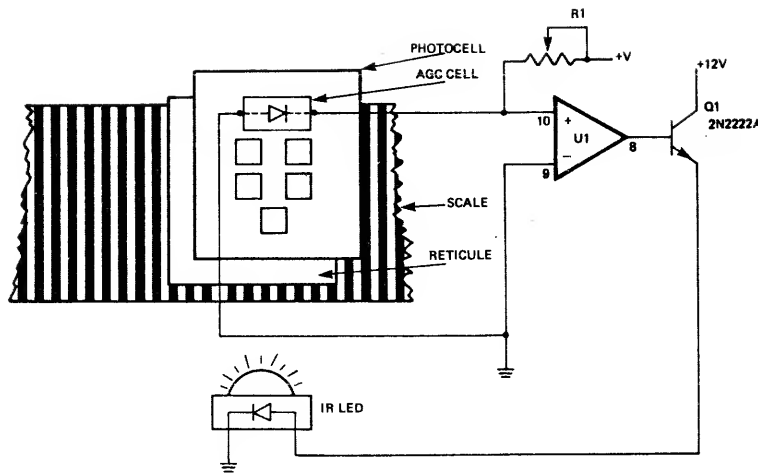 R1
PHOTOCELL
+V
AGC CELL
+12V
Q1
2N2222A
10
+
U1
8
−
9
SCALE
RETICULE
IR LED